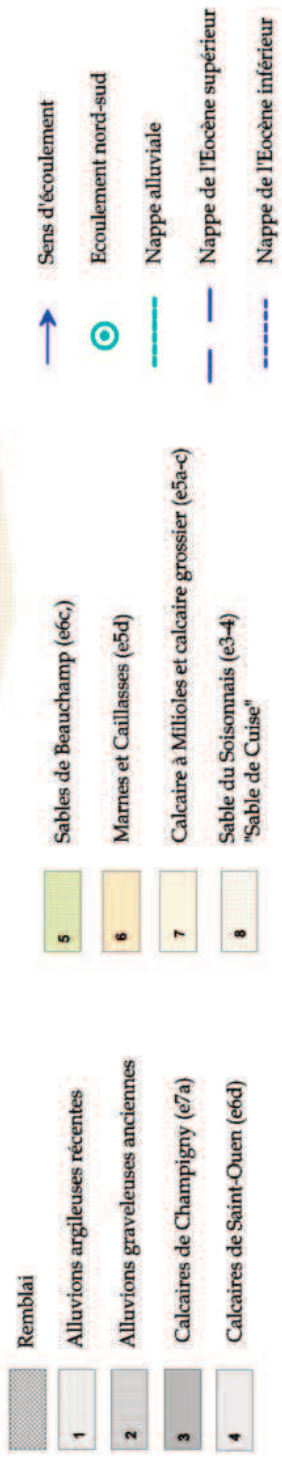 Remblai
1 Alluvions argileuses récentes
2 Alluvions graveleuses anciennes
3 Calcaires de Champigny (e7a)
4 Calcaires de Saint-Ouen (e6d)
5 Sables de Beauchamp (e6c,)
6 Marnes et Caillasses (e5d)
7 Calcaire à Milioles et calcaire grossier (e5a-c)
8 Sable du Soisonnais (e3-4)
"Sable de Cuise"
Sens d'écoulement
Ecoulement nord-sud
Nappe alluviale
Nappe de l'Eocène supérieur
Nappe de l'Eocène inférieur